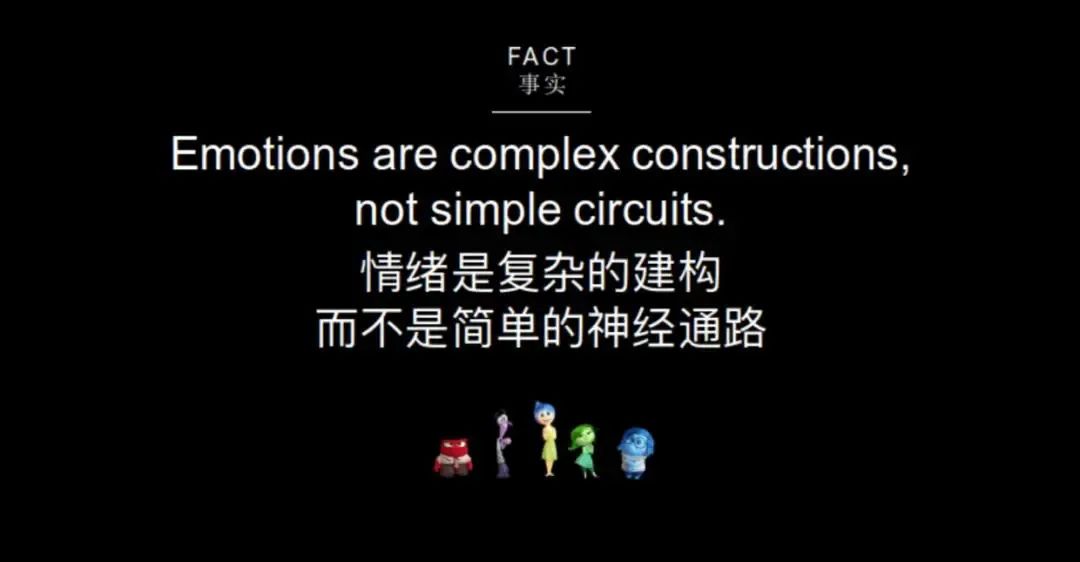 FACT
事实
Emotions are complex constructions,
not simple circuits.
情绪是复杂的建构
而不是简单的神经通路